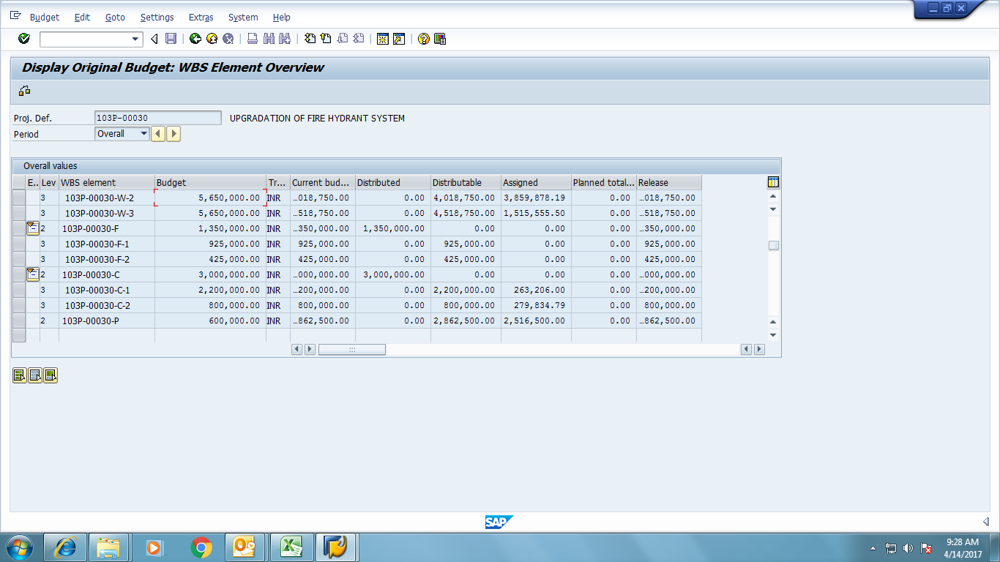 Budget Edit Goto Settings Extras System Help
Display Original Budget: WBS Element Overview
Proj. Def. 103P-00030 UPGRADATION OF FIRE HYDRANT SYSTEM
Period Overall
Overall values
E.. Lev WBS element Budget Tr... Current bud... Distributed Distributable Assigned Planned total... Release
3 103P-00030-W-2 5,650,000.00 INR …018,750.00 0.00 4,018,750.00 3,859,878.19 0.00 …018,750.00
3 103P-00030-W-3 5,650,000.00 INR …518,750.00 0.00 4,518,750.00 1,515,555.50 0.00 …518,750.00
2 103P-00030-F 1,350,000.00 INR …350,000.00 1,350,000.00 0.00 0.00 0.00 …350,000.00
3 103P-00030-F-1 925,000.00 INR 925,000.00 0.00 925,000.00 0.00 0.00 925,000.00
3 103P-00030-F-2 425,000.00 INR 425,000.00 0.00 425,000.00 0.00 0.00 425,000.00
2 103P-00030-C 3,000,000.00 INR …000,000.00 3,000,000.00 0.00 0.00 0.00 …000,000.00
3 103P-00030-C-1 2,200,000.00 INR …200,000.00 0.00 2,200,000.00 263,206.00 0.00 …200,000.00
3 103P-00030-C-2 800,000.00 INR 800,000.00 0.00 800,000.00 279,834.79 0.00 800,000.00
2 103P-00030-P 600,000.00 INR …862,500.00 0.00 2,862,500.00 2,516,500.00 0.00 …862,500.00
SAP
9:28 AM
4/14/2017